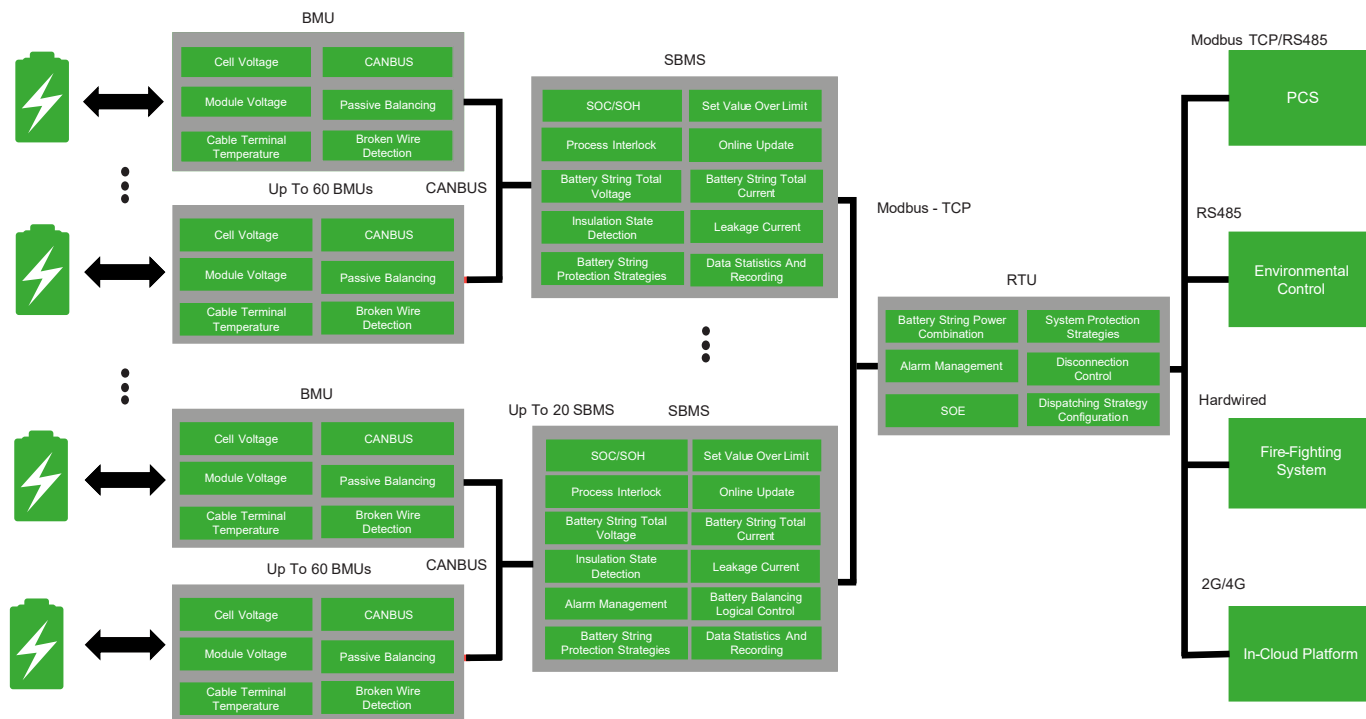 BMU
Cell Voltage
CANBUS
Module Voltage
Passive Balancing
Cable Terminal
Temperature
Broken Wire
Detection
Up To 60 BMUs
Cell Voltage
CANBUS
Module Voltage
Passive Balancing
Cable Terminal
Temperature
Broken Wire
Detection
CANBUS
BMU
Cell Voltage
CANBUS
Module Voltage
Passive Balancing
Cable Terminal
Temperature
Broken Wire
Detection
Up To 60 BMUs
Cell Voltage
CANBUS
Module Voltage
Passive Balancing
Cable Terminal
Temperature
Broken Wire
Detection
CANBUS
SBMS
SOC/SOH
Set Value Over Limit
Process Interlock
Online Update
Battery String Total
Voltage
Battery String Total
Current
Insulation State
Detection
Leakage Current
Battery String
Protection Strategies
Data Statistics And
Recording
Up To 20 SBMS
SBMS
SOC/SOH
Set Value Over Limit
Process Interlock
Online Update
Battery String Total
Voltage
Battery String Total
Current
Insulation State
Detection
Leakage Current
Alarm Management
Battery Balancing
Logical Control
Battery String
Protection Strategies
Data Statistics And
Recording
Modbus - TCP
RTU
Battery String Power
Combination
System Protection
Strategies
Alarm Management
Disconnection
Control
SOE
Dispatching Strategy
Configuration
Modbus TCP/RS485
PCS
RS485
Environmental
Control
Hardwired
Fire-Fighting
System
2G/4G
In-Cloud Platform